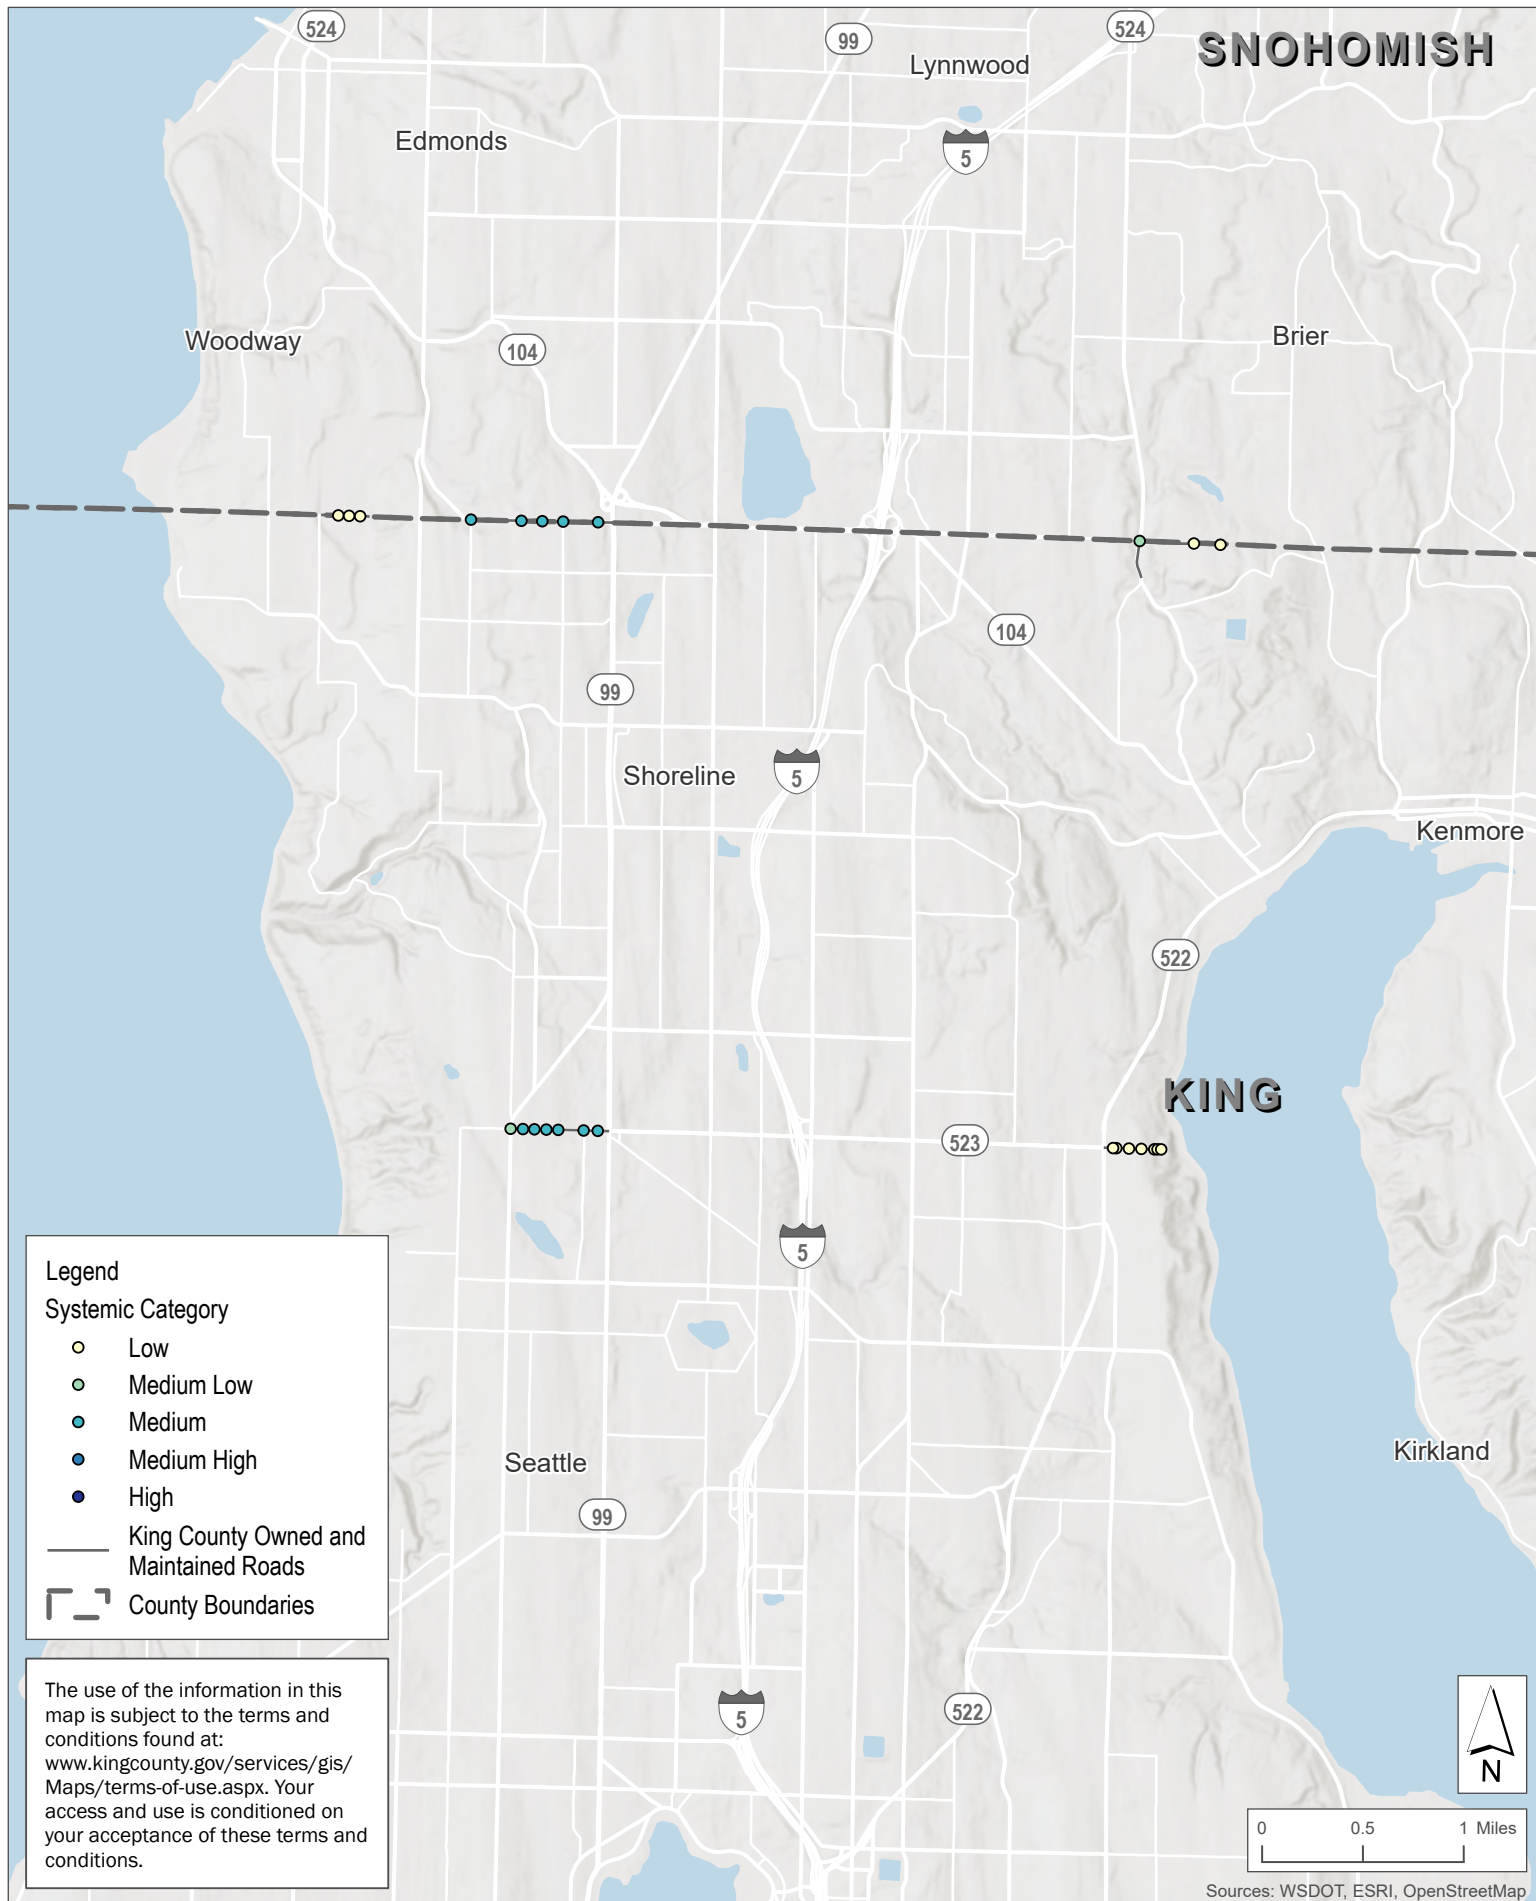 524
99
524
SNOHOMISH
Lynnwood
Edmonds
5
Woodway
Brier
104
104
99
Shoreline
5
Kenmore
522
KING
523
5
Legend
Systemic Category
Low
Medium Low
Medium
Medium High
High
King County Owned and
Maintained Roads
County Boundaries
Seattle
Kirkland
99
The use of the information in this
map is subject to the terms and
conditions found at:
www.kingcounty.gov/services/gis/
Maps/terms-of-use.aspx. Your
access and use is conditioned on
your acceptance of these terms and
conditions.
5
522
N
0 0.5 1 Miles
Sources: WSDOT, ESRI, OpenStreetMap